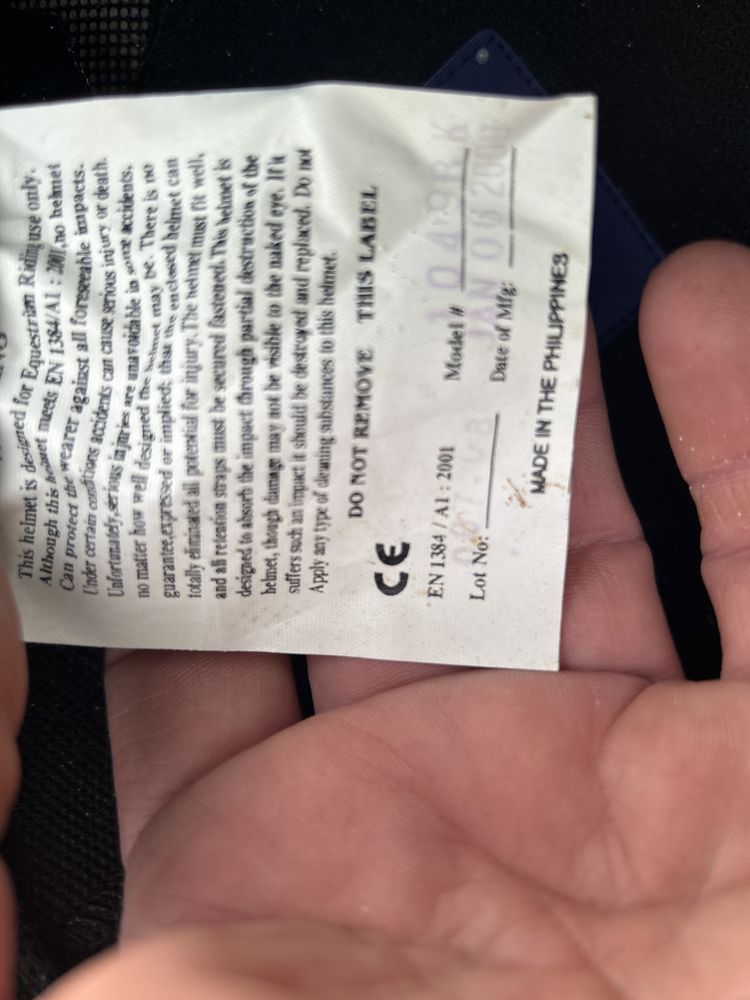 This helmet is designed for Equestrian Riding use only.
Although this helmet meets EN 1384/A1 : 2001,no helmet
Can protect the wearer against all foreseeable impacts.
Under certain conditions accidents can cause serious injury or death.
Unfortunately,serious injuries are unavoidable in some accidents,
no matter how well designed the helmet may be. There is no
guarantee,expressed or implied; that the enclosed helmet can
totally eliminated all potential for injury.The helmet must fit well,
and all retention straps must be secured fastened.This helmet is
designed to absorb the impact through partial destruction of the
helmet, though damage may not be visible to the naked eye. If it
suffers such an impact it should be destroyed and replaced. Do not
Apply any type of cleaning substances to this helmet.
DO NOT REMOVE THIS LABEL
CE
EN 1384 / A1 : 2001 Model #
Lot No: Date of Mfg: JAN 06
MADE IN THE PHILIPPINES